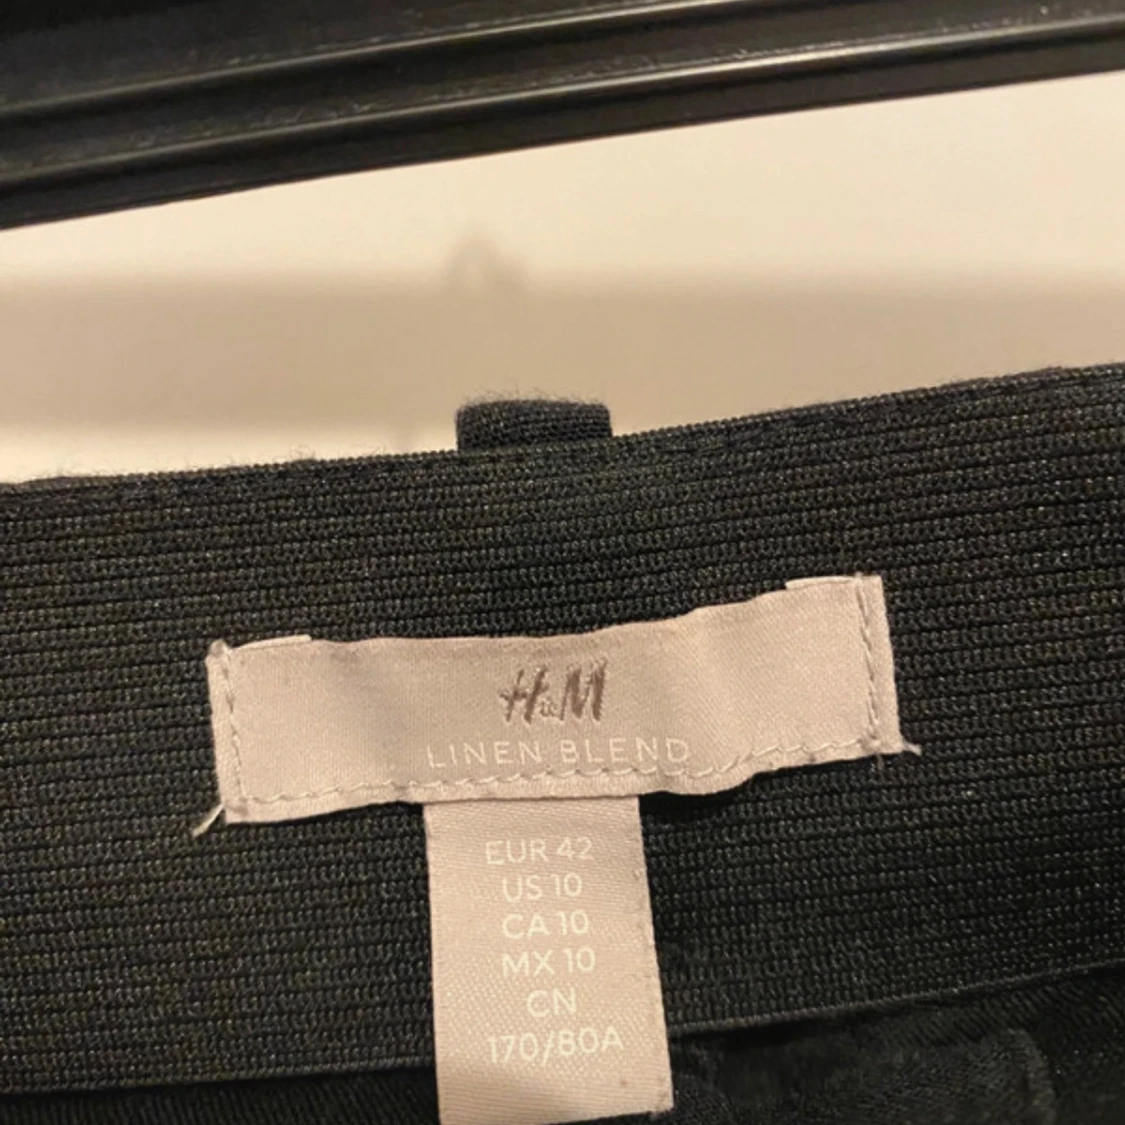 H&M
LINEN BLEND
EUR 42
US 10
CA 10
MX 10
CN
170/80A